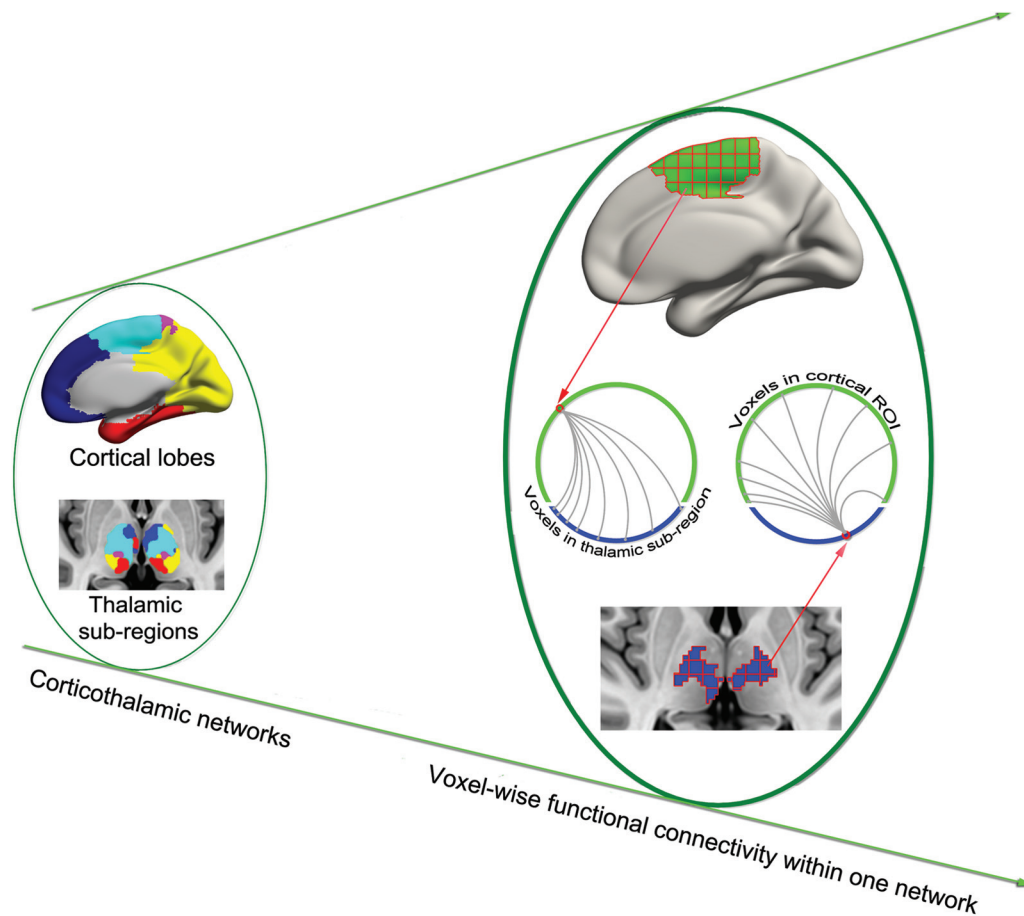 Cortical lobes
Thalamic
sub-regions
Corticothalamic networks
Voxels in thalamic sub-region
Voxels in cortical ROI
Voxel-wise functional connectivity within one network